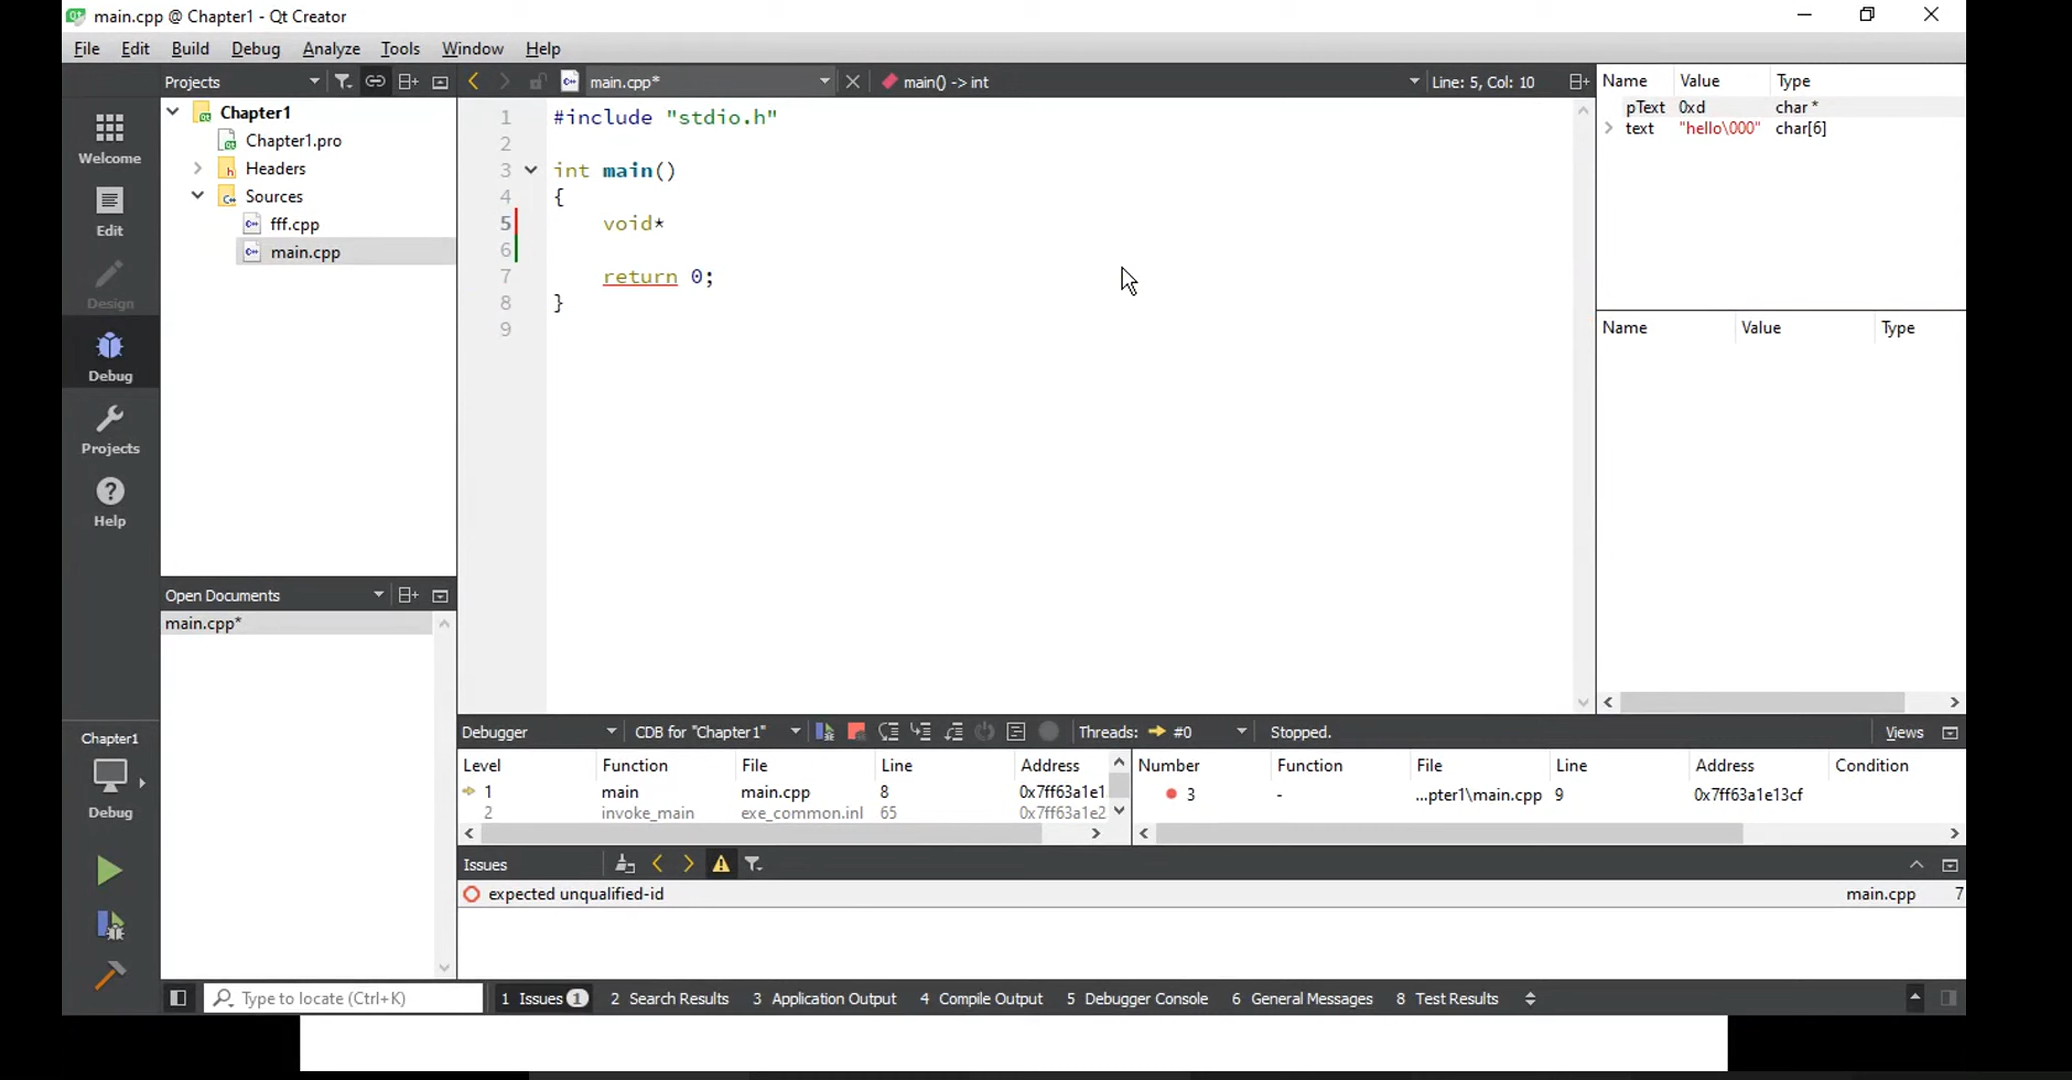 main.cpp @ Chapter1 - Qt Creator
File Edit Build Debug Analyze Tools Window Help
Projects
main.cpp*
main() -> int
Line: 5, Col: 10
Name Value Type
pText 0xd char *
text "hello\000" char[6]
Name Value Type
Welcome
Edit
Design
Debug
Projects
Help
Chapter1
Chapter1.pro
Headers
Sources
fff.cpp
main.cpp
1 #include "stdio.h"
2
3 int main()
4 {
5 void*
6
7 return 0;
8 }
9
Open Documents
main.cpp*
Chapter1
Debug
Debugger
CDB for "Chapter1"
Threads: #0
Stopped.
Views
Level Function File Line Address
1 main main.cpp 8 0x7ff63a1e1
2 invoke_main exe_common.inl 65 0x7ff63a1e2
Number Function File Line Address Condition
3 - ...pter1\main.cpp 9 0x7ff63a1e13cf
Issues
expected unqualified-id main.cpp 7
Type to locate (Ctrl+K)
1 Issues 1
2 Search Results
3 Application Output
4 Compile Output
5 Debugger Console
6 General Messages
8 Test Results